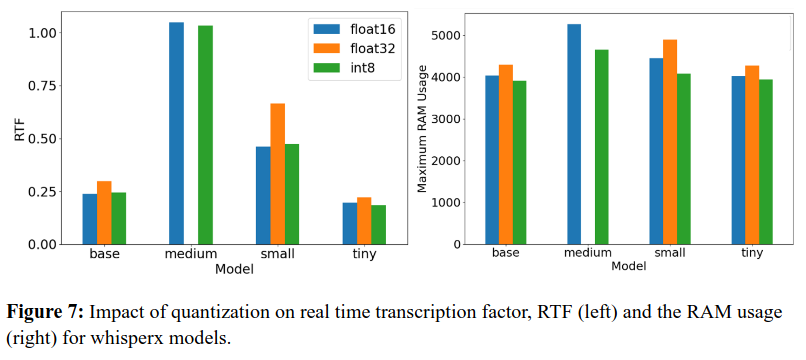 1.00
0.75
0.50
0.25
0.00
RTF
float16
float32
int8
base medium small tiny
Model
5000
4000
3000
2000
1000
0
Maximum RAM Usage
base medium small tiny
Model
Figure 7: Impact of quantization on real time transcription factor, RTF (left) and the RAM usage
(right) for whisperx models.